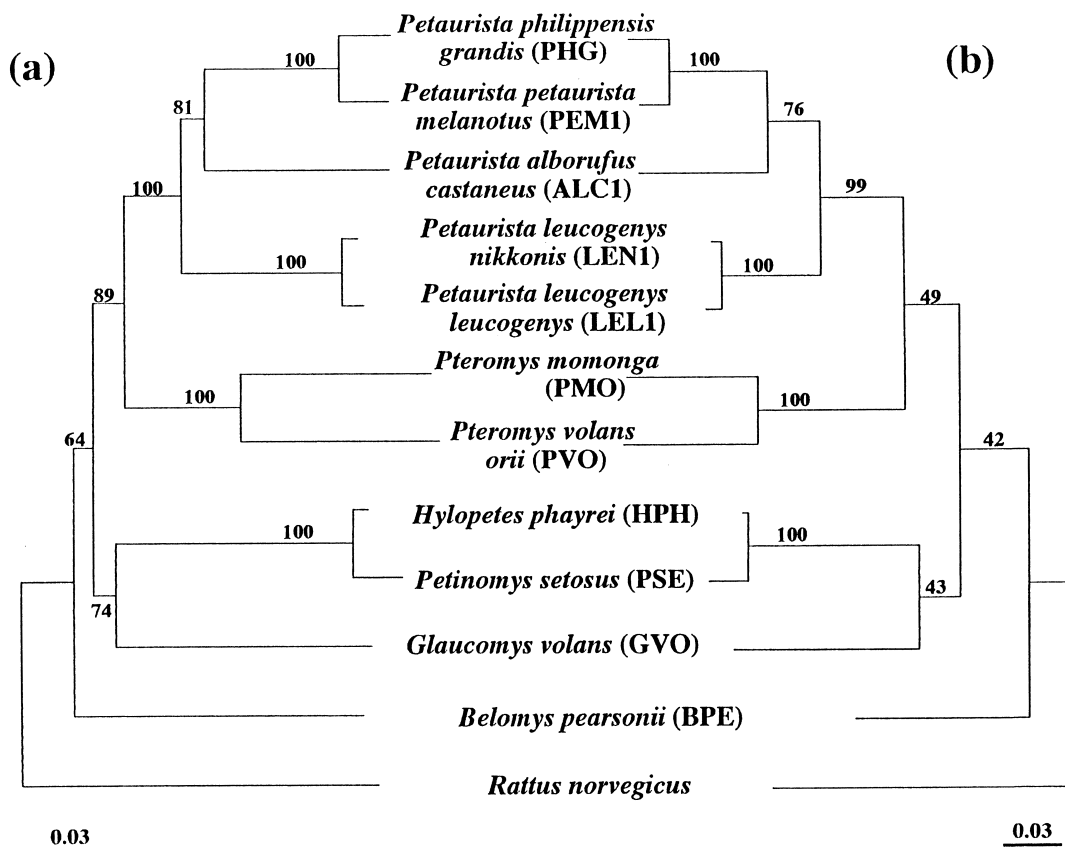 (a)
(b)
Petaurista philippensis
grandis (PHG)
100
100
Petaurista petaurista
melanotus (PEM1)
81
76
Petaurista alborufus
castaneus (ALC1)
100
99
Petaurista leucogenys
nikkonis (LEN1)
100
100
Petaurista leucogenys
leucogenys (LEL1)
89
49
Pteromys momonga
(PMO)
100
100
Pteromys volans
orii (PVO)
64
42
Hylopetes phayrei (HPH)
100
100
Petinomys setosus (PSE)
74
43
Glaucomys volans (GVO)
Belomys pearsonii (BPE)
Rattus norvegicus
0.03
0.03